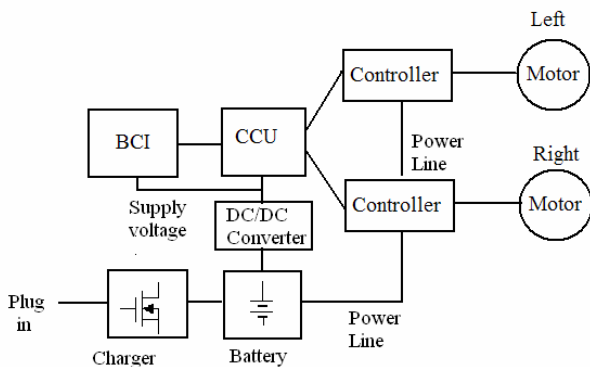 Left
Controller
Motor
BCI
CCU
Power
Line
Right
Supply
voltage
DC/DC
Converter
Controller
Motor
Plug
in
Charger
Battery
Power
Line